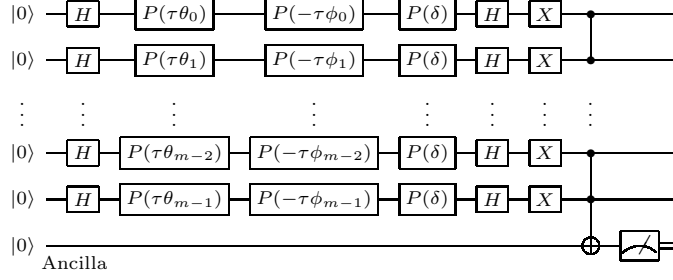 |0⟩ H P(τθ₀) P(−τϕ₀) P(δ) H X
|0⟩ H P(τθ₁) P(−τϕ₁) P(δ) H X
⋮ ⋮ ⋮ ⋮ ⋮ ⋮ ⋮ ⋮
|0⟩ H P(τθₘ₋₂) P(−τϕₘ₋₂) P(δ) H X
|0⟩ H P(τθₘ₋₁) P(−τϕₘ₋₁) P(δ) H X
|0⟩
Ancilla